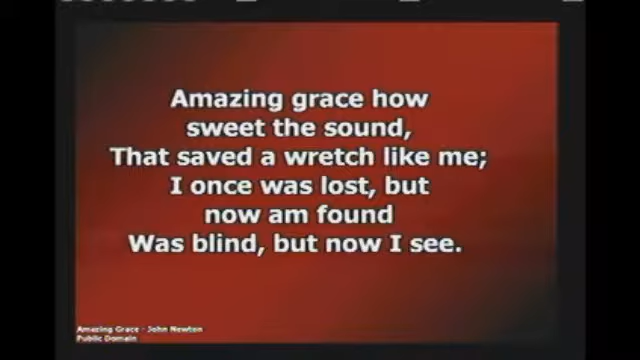 Amazing grace how
sweet the sound,
That saved a wretch like me;
I once was lost, but
now am found
Was blind, but now I see.
Amazing Grace - John Newton
Public Domain